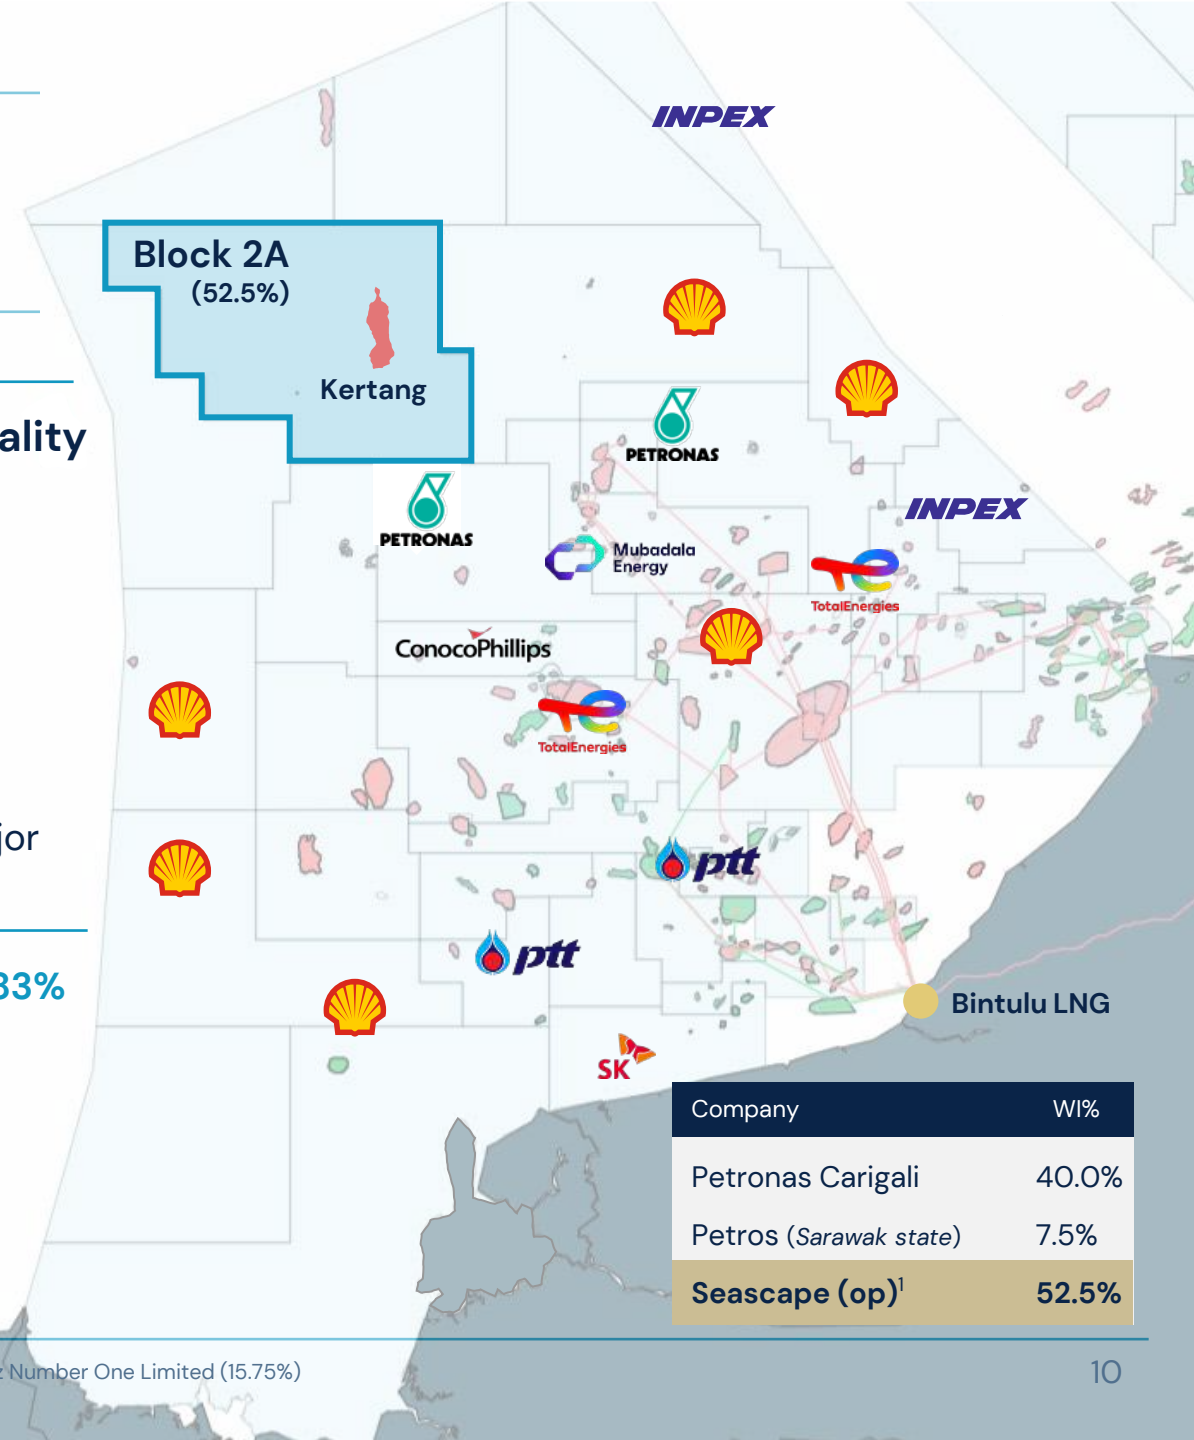 INPEX
Block 2A
(52.5%)
Kertang
ality
PETRONAS
PETRONAS
INPEX
Mubadala
Energy
TotalEnergies
ConocoPhillips
TotalEnergies
jor
ptt
ptt
33%
Bintulu LNG
SK
Company WI%
Petronas Carigali 40.0%
Petros (Sarawak state) 7.5%
Seascape (op)1 52.5%
z Number One Limited (15.75%)
10